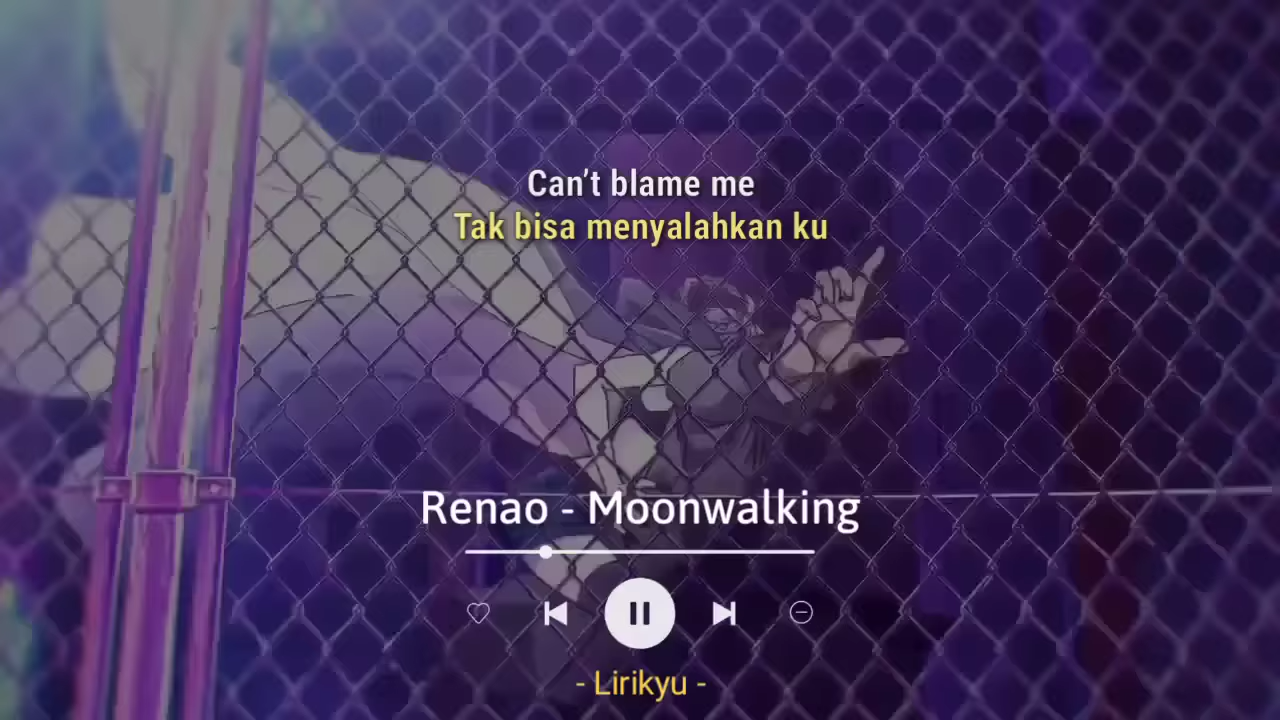 Can't blame me
Tak bisa menyalahkan ku
Renao - Moonwalking
- Lirikyu -